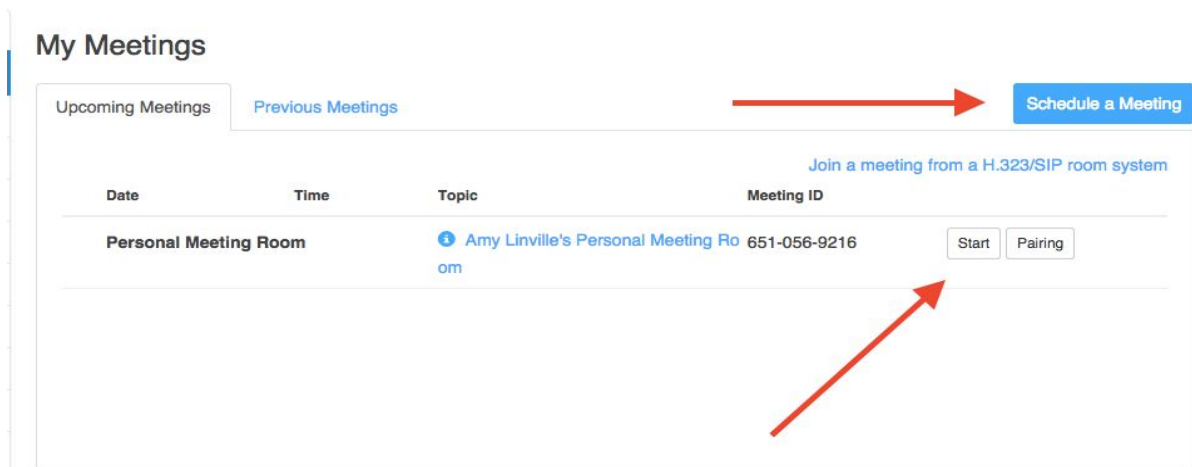 My Meetings
Upcoming Meetings Previous Meetings Schedule a Meeting
Join a meeting from a H.323/SIP room system
Date Time Topic Meeting ID
Personal Meeting Room Amy Linville's Personal Meeting Ro 651-056-9216 Start Pairing
om